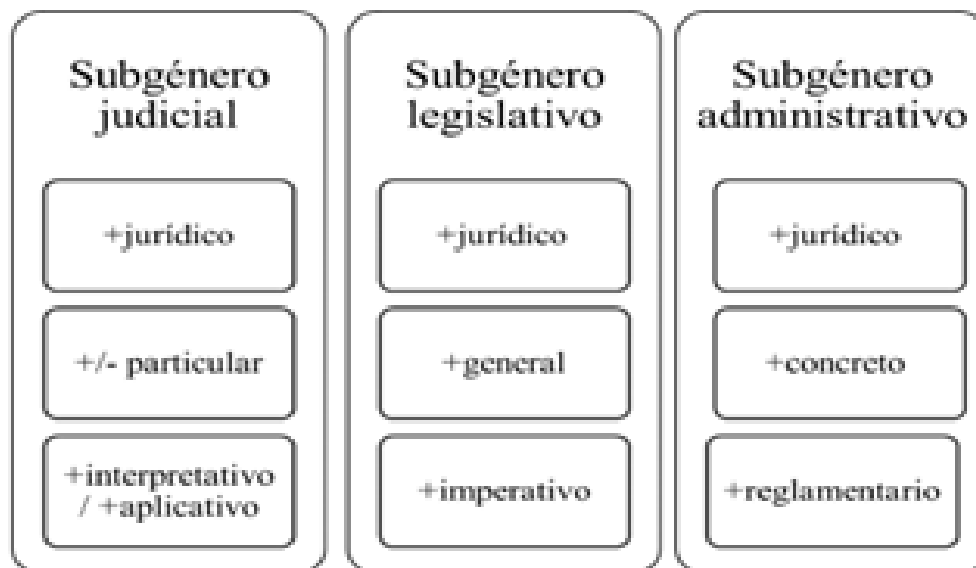 Subgénero
judicial
+jurídico
+/- particular
+interpretativo
/ +aplicativo
Subgénero
legislativo
+jurídico
+general
+imperativo
Subgénero
administrativo
+jurídico
+concreto
+reglamentario